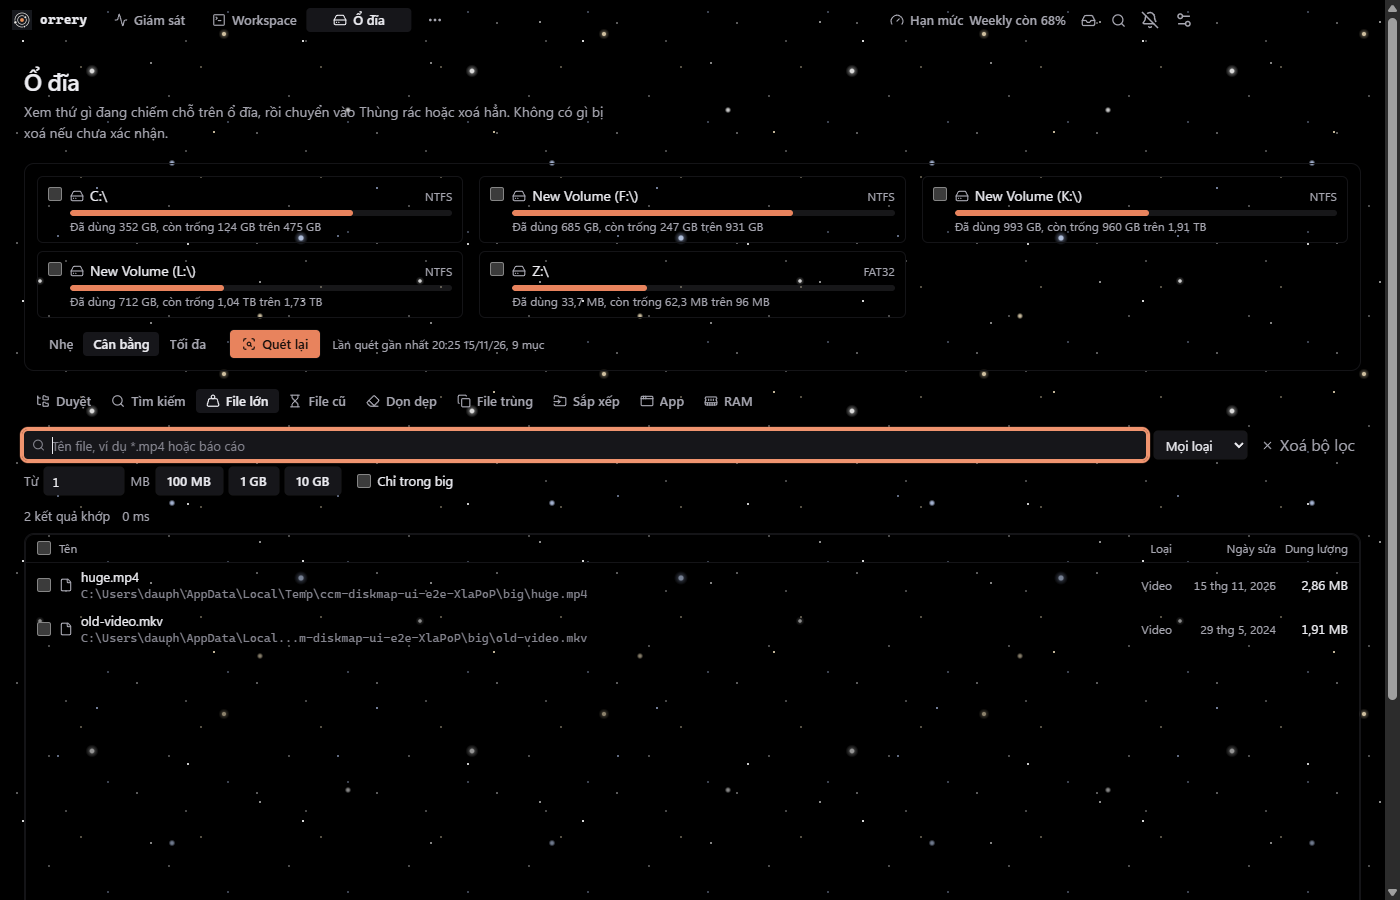 orrery
Giám sát
Workspace
Ổ đĩa
Hạn mức Weekly còn 68%
Ổ đĩa
Xem thứ gì đang chiếm chỗ trên ổ đĩa, rồi chuyển vào Thùng rác hoặc xoá hẳn. Không có gì bị
xoá nếu chưa xác nhận.
C:\ NTFS
Đã dùng 352 GB, còn trống 124 GB trên 475 GB
New Volume (F:\) NTFS
Đã dùng 685 GB, còn trống 247 GB trên 931 GB
New Volume (K:\) NTFS
Đã dùng 993 GB, còn trống 960 GB trên 1,91 TB
New Volume (L:\) NTFS
Đã dùng 712 GB, còn trống 1,04 TB trên 1,73 TB
Z:\ FAT32
Đã dùng 33,7 MB, còn trống 62,3 MB trên 96 MB
Nhẹ Cân bằng Tối đa Quét lại Lần quét gần nhất 20:25 15/11/26, 9 mục
Duyệt Tìm kiếm File lớn File cũ Dọn dẹp File trùng Sắp xếp App RAM
Tên file, ví dụ *.mp4 hoặc báo cáo Mọi loại Xoá bộ lọc
Từ 1 MB 100 MB 1 GB 10 GB Chỉ trong big
2 kết quả khớp 0 ms
Tên Loại Ngày sửa Dung lượng
huge.mp4
C:\Users\dauph\AppData\Local\Temp\ccm-diskmap-ui-e2e-XlaPoP\big\huge.mp4
Video 15 thg 11, 2026 2,86 MB
old-video.mkv
C:\Users\dauph\AppData\Local...m-diskmap-ui-e2e-XlaPoP\big\old-video.mkv
Video 29 thg 5, 2024 1,91 MB